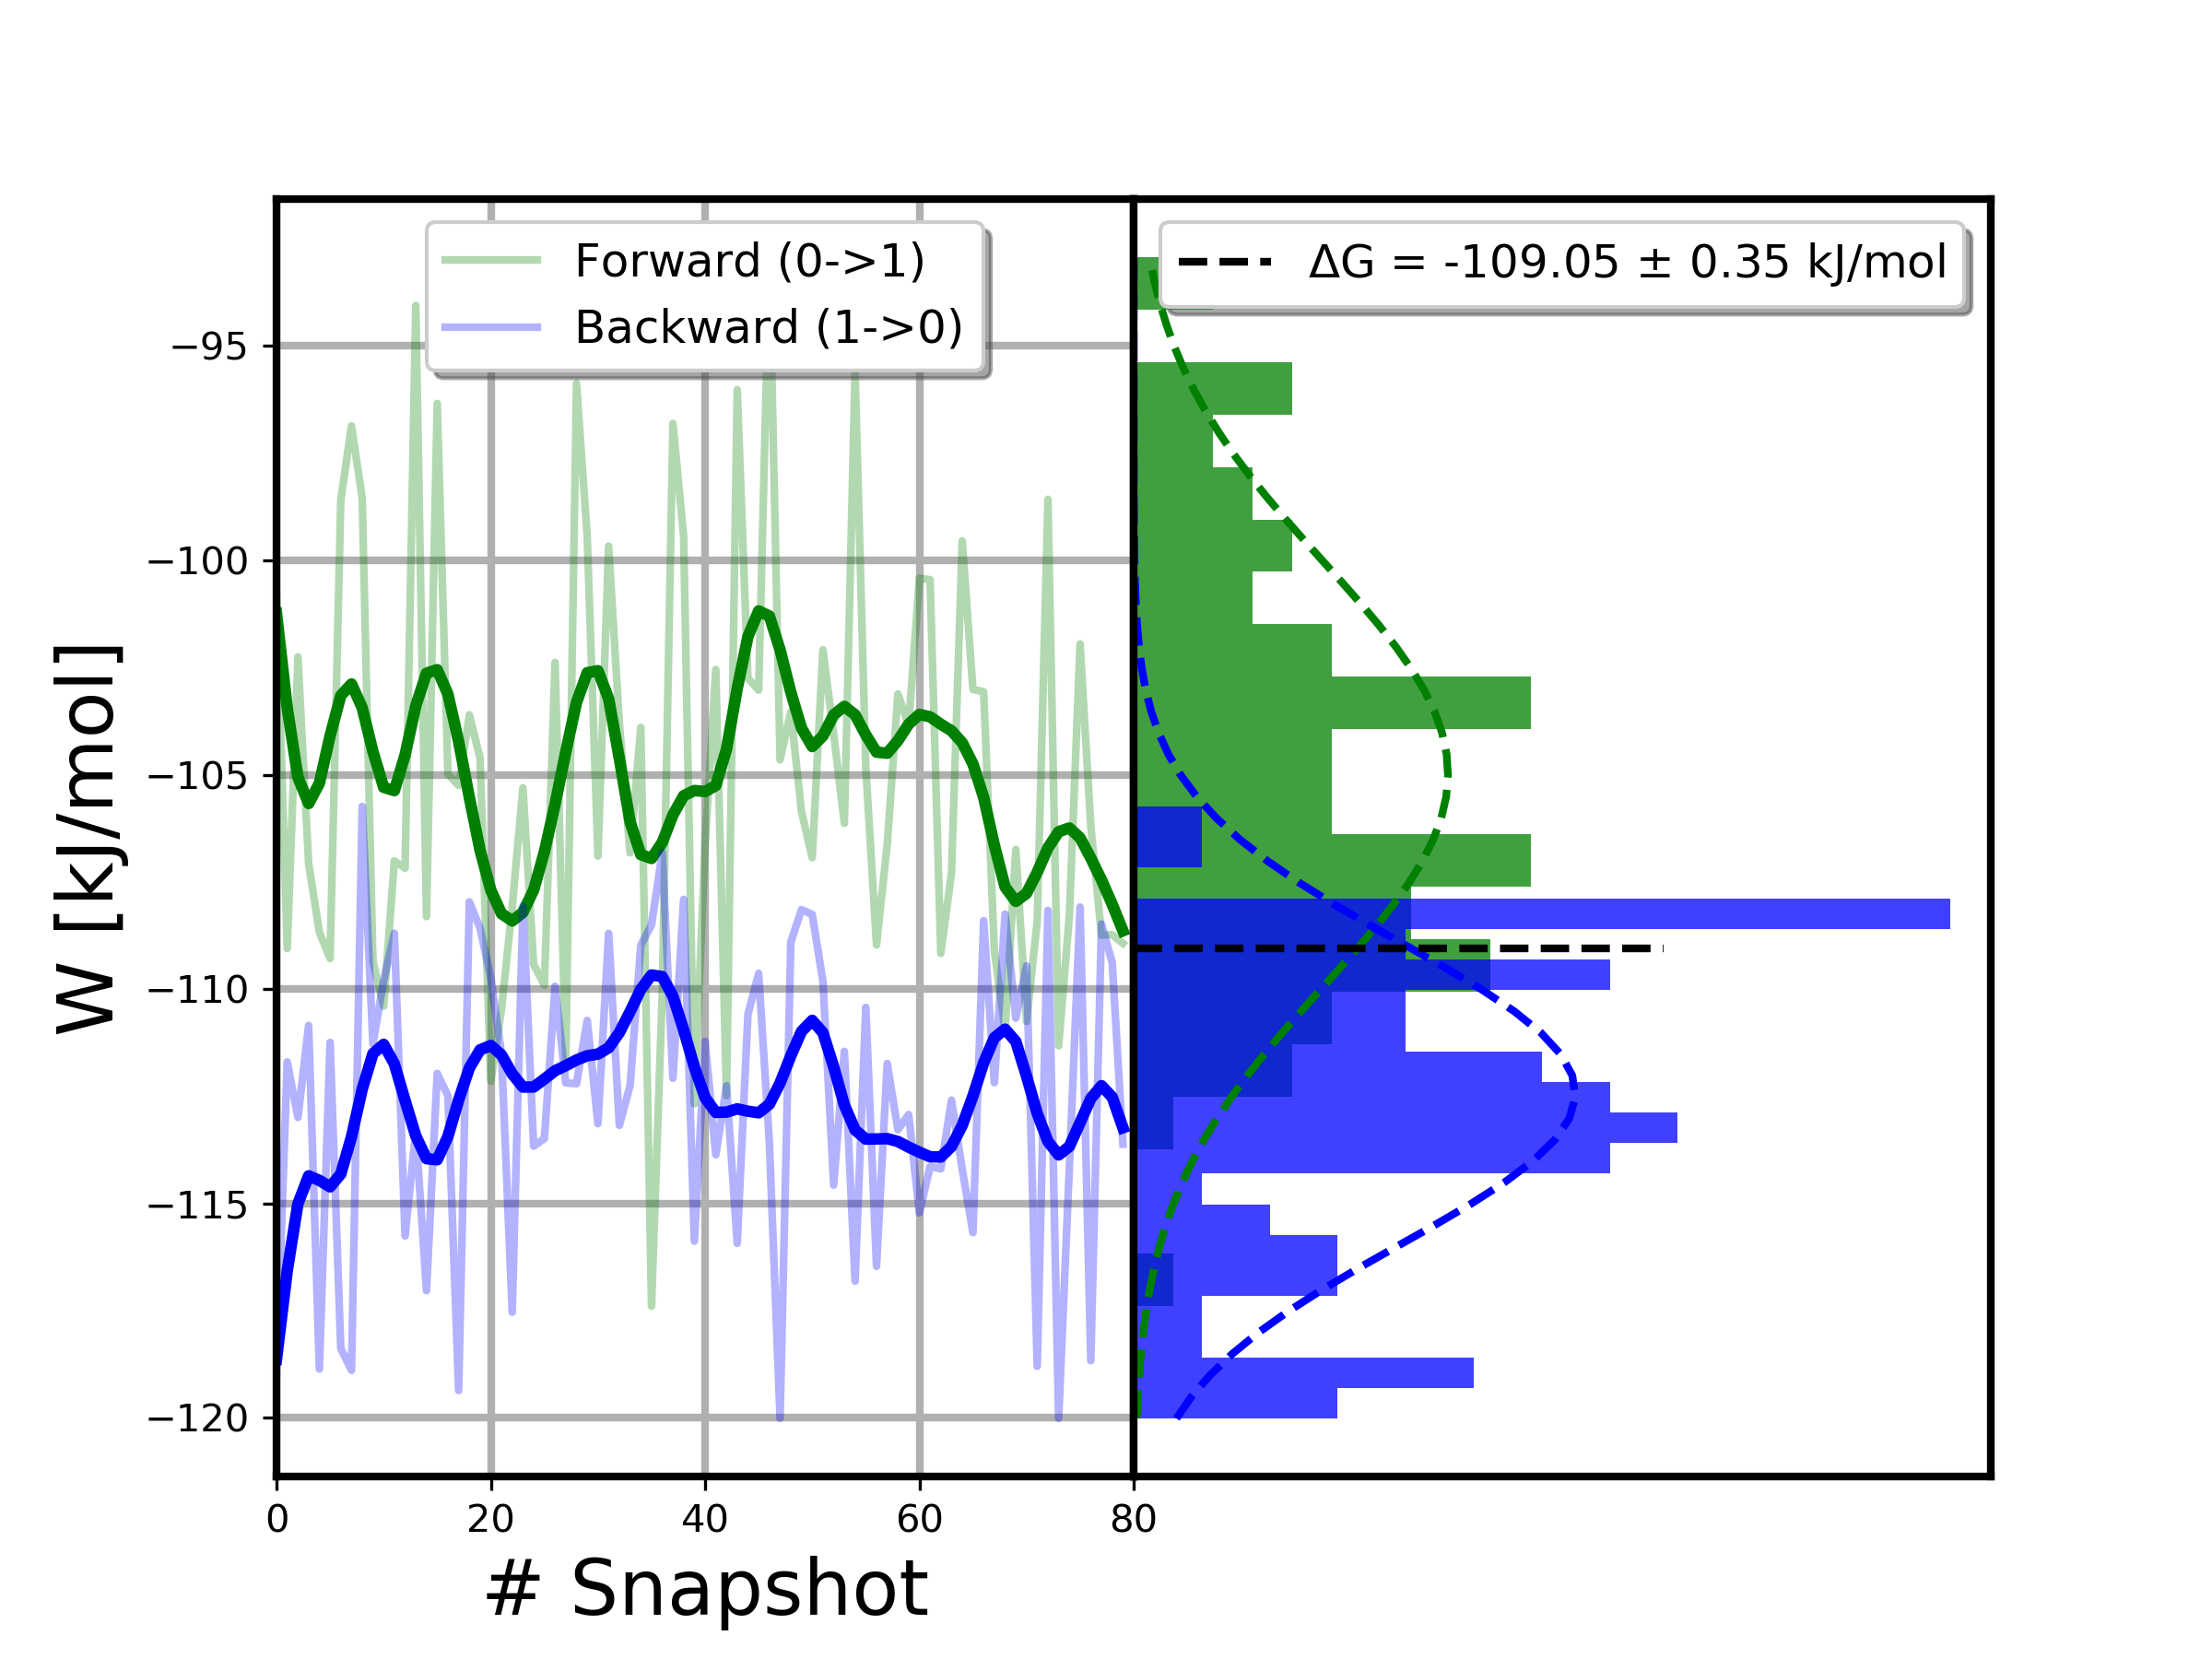 Forward (0->1)
Backward (1->0)
ΔG = -109.05 ± 0.35 kJ/mol
W [kJ/mol]
−95
−100
−105
−110
−115
−120
0 20 40 60 80
# Snapshot